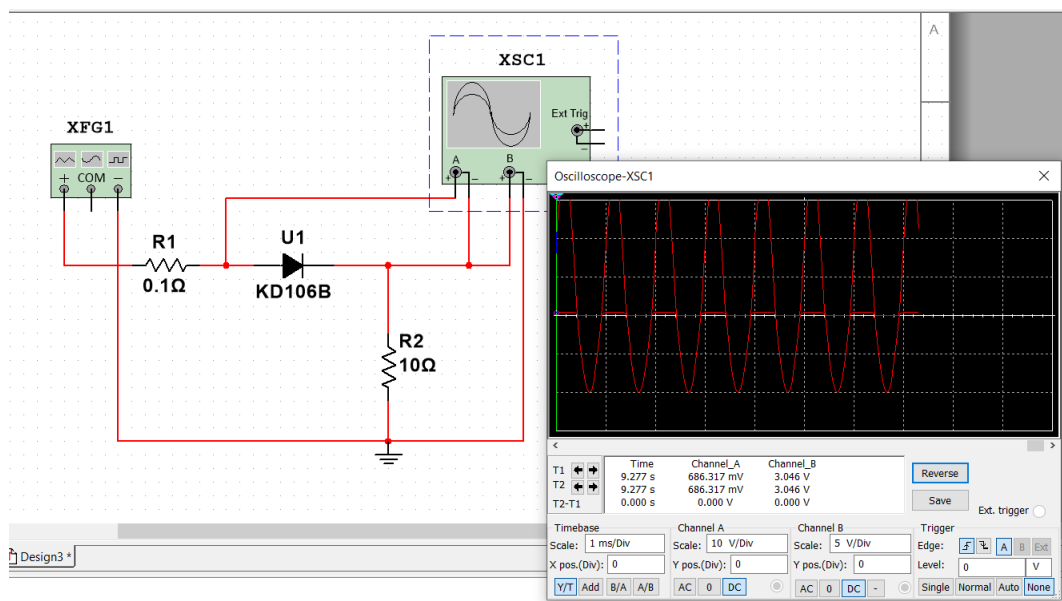 A
XSC1
Ext Trig
+
−
A
B
+ − + −
XFG1
+ COM −
R1
0.1Ω
U1
KD106B
R2
10Ω
Design3 *
Oscilloscope-XSC1
Time Channel_A Channel_B
T1 9.277 s 686.317 mV 3.046 V
T2 9.277 s 686.317 mV 3.046 V
T2-T1 0.000 s 0.000 V 0.000 V
Reverse
Save
Ext. trigger
Timebase Channel A Channel B Trigger
Scale: 1 ms/Div Scale: 10 V/Div Scale: 5 V/Div Edge: A B Ext
X pos.(Div): 0 Y pos.(Div): 0 Y pos.(Div): 0 Level: 0 V
Y/T Add B/A A/B AC 0 DC AC 0 DC - Single Normal Auto None